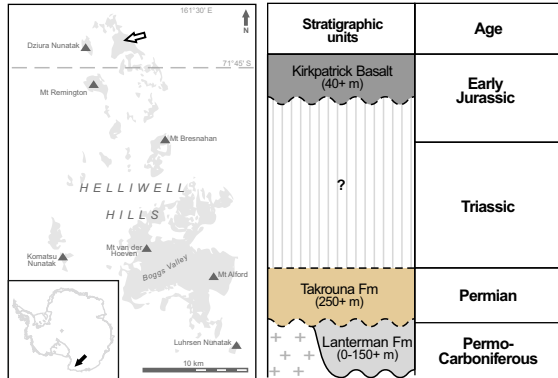 161°30´ E
N
Dziura Nunatak
71°45´ S
Mt Remington
Mt Bresnahan
HELLIWELL
HILLS
Mt van der
Hoeven
Komatsu
Nunatak
Boggs Valley
Mt Alford
Luhrsen Nunatak
10 km
Stratigraphic
units
Age
Kirkpatrick Basalt
(40+ m)
Early
Jurassic
?
Triassic
Takrouna Fm
(250+ m)
Permian
Lanterman Fm
(0-150+ m)
Permo-
Carboniferous